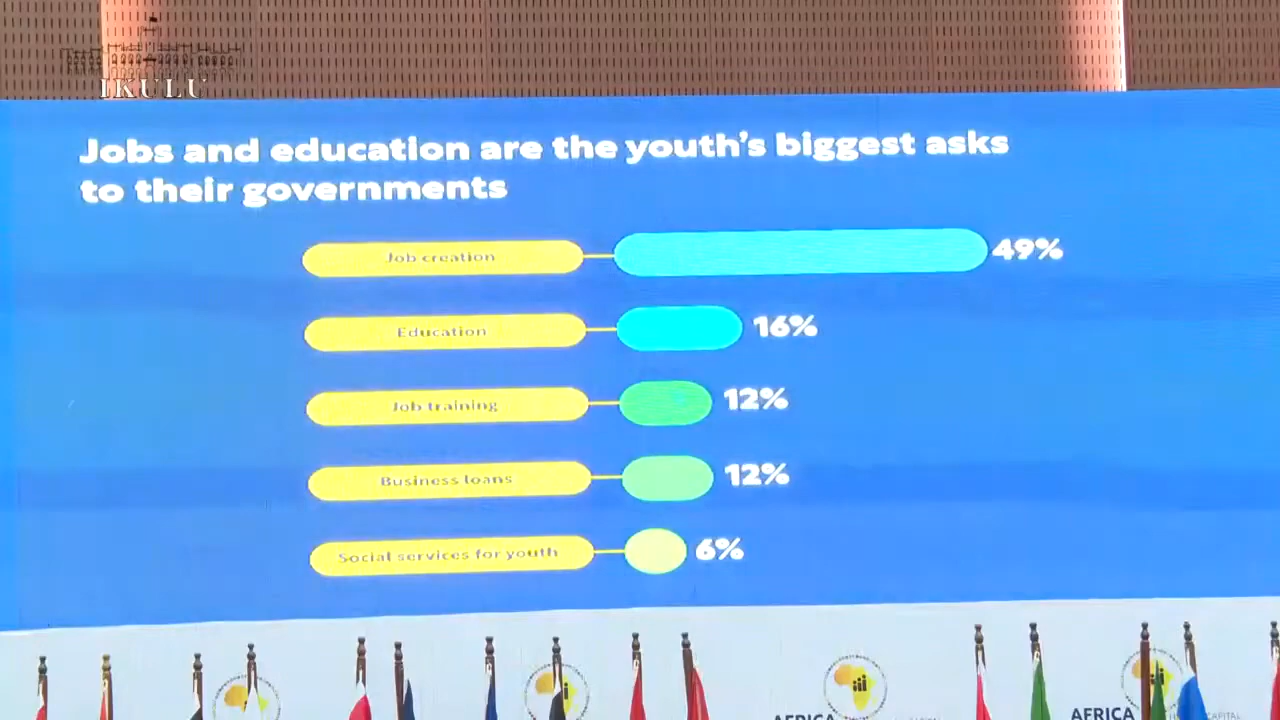 IKULU
Jobs and education are the youth's biggest asks
to their governments
Job creation
49%
Education
16%
Job training
12%
Business loans
12%
Social services for youth
6%
AFRICA
AFRICA
CAPITAL